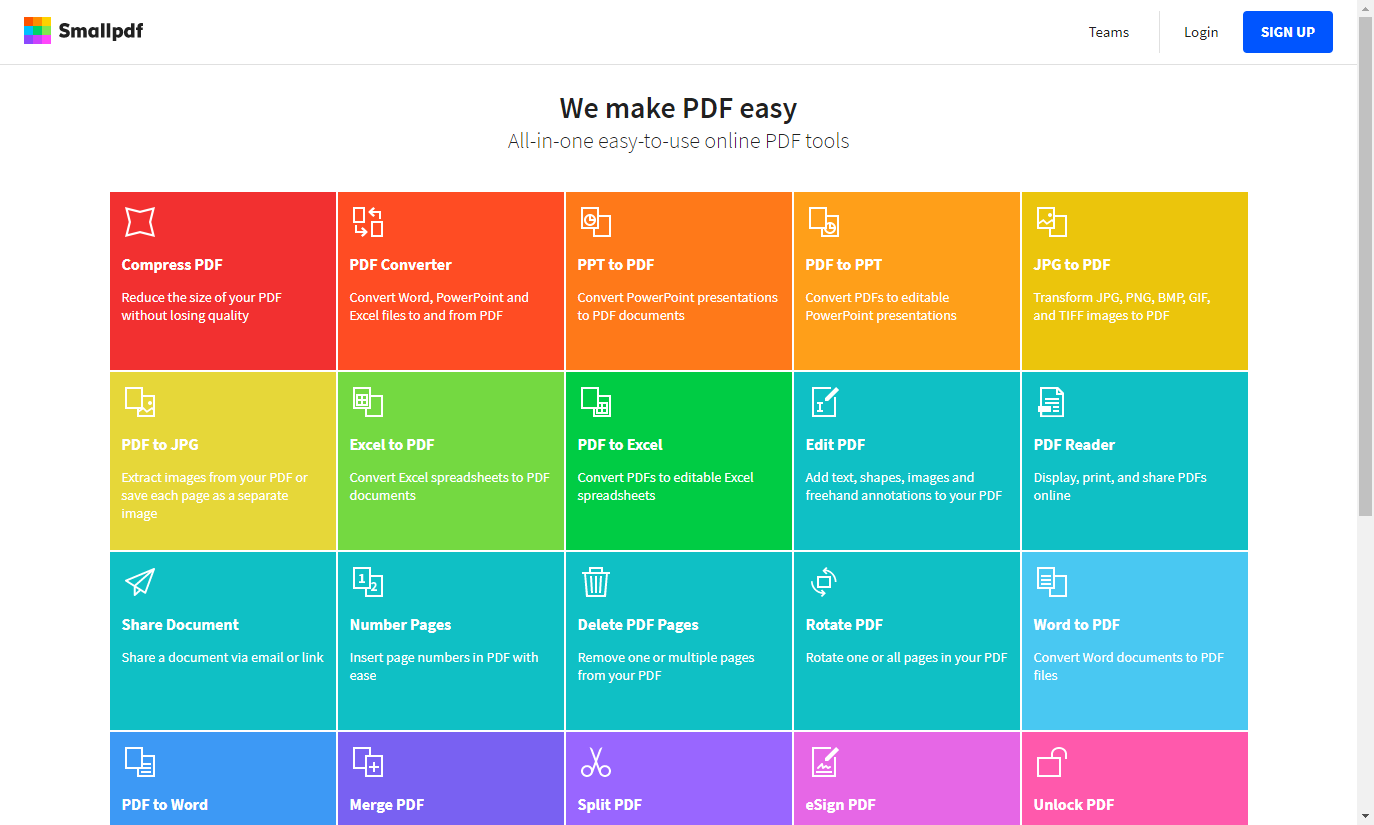 Smallpdf
Teams
Login
SIGN UP
We make PDF easy
All-in-one easy-to-use online PDF tools
Compress PDF
Reduce the size of your PDF
without losing quality
PDF Converter
Convert Word, PowerPoint and
Excel files to and from PDF
PPT to PDF
Convert PowerPoint presentations
to PDF documents
PDF to PPT
Convert PDFs to editable
PowerPoint presentations
JPG to PDF
Transform JPG, PNG, BMP, GIF,
and TIFF images to PDF
PDF to JPG
Extract images from your PDF or
save each page as a separate
image
Excel to PDF
Convert Excel spreadsheets to PDF
documents
PDF to Excel
Convert PDFs to editable Excel
spreadsheets
Edit PDF
Add text, shapes, images and
freehand annotations to your PDF
PDF Reader
Display, print, and share PDFs
online
Share Document
Share a document via email or link
1
2
Number Pages
Insert page numbers in PDF with
ease
Delete PDF Pages
Remove one or multiple pages
from your PDF
Rotate PDF
Rotate one or all pages in your PDF
Word to PDF
Convert Word documents to PDF
files
PDF to Word
Merge PDF
Split PDF
eSign PDF
Unlock PDF